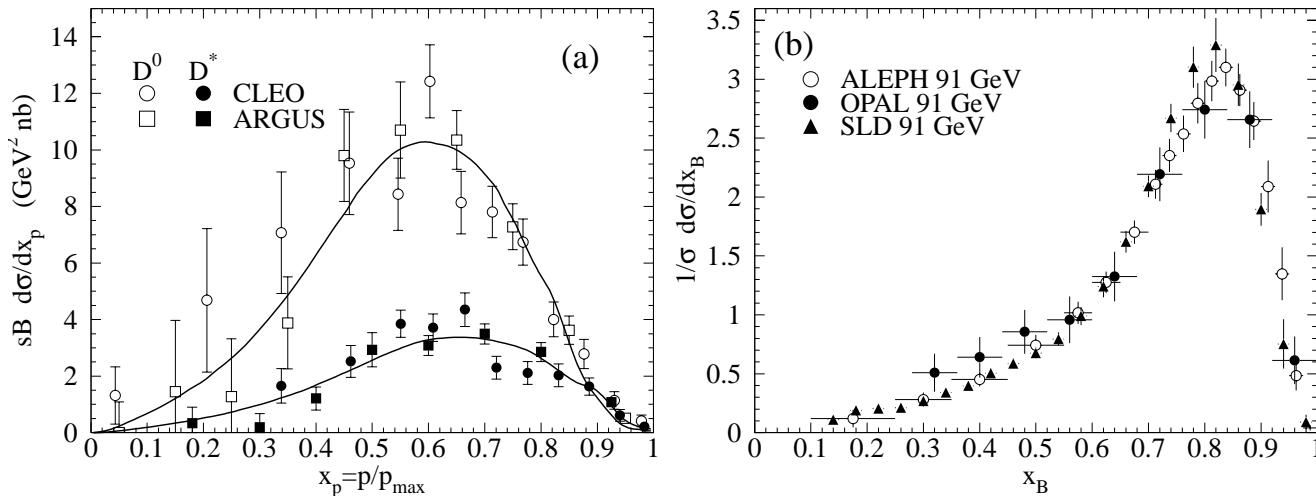 14
12
10
8
6
4
2
0
sB dσ/dx_p (GeV² nb)
(a)
D⁰ D*
CLEO
ARGUS
0 0.1 0.2 0.3 0.4 0.5 0.6 0.7 0.8 0.9 1
x_p=p/p_max
3.5
3
2.5
2
1.5
1
0.5
0
1/σ dσ/dx_B
(b)
ALEPH 91 GeV
OPAL 91 GeV
SLD 91 GeV
0 0.1 0.2 0.3 0.4 0.5 0.6 0.7 0.8 0.9 1
x_B